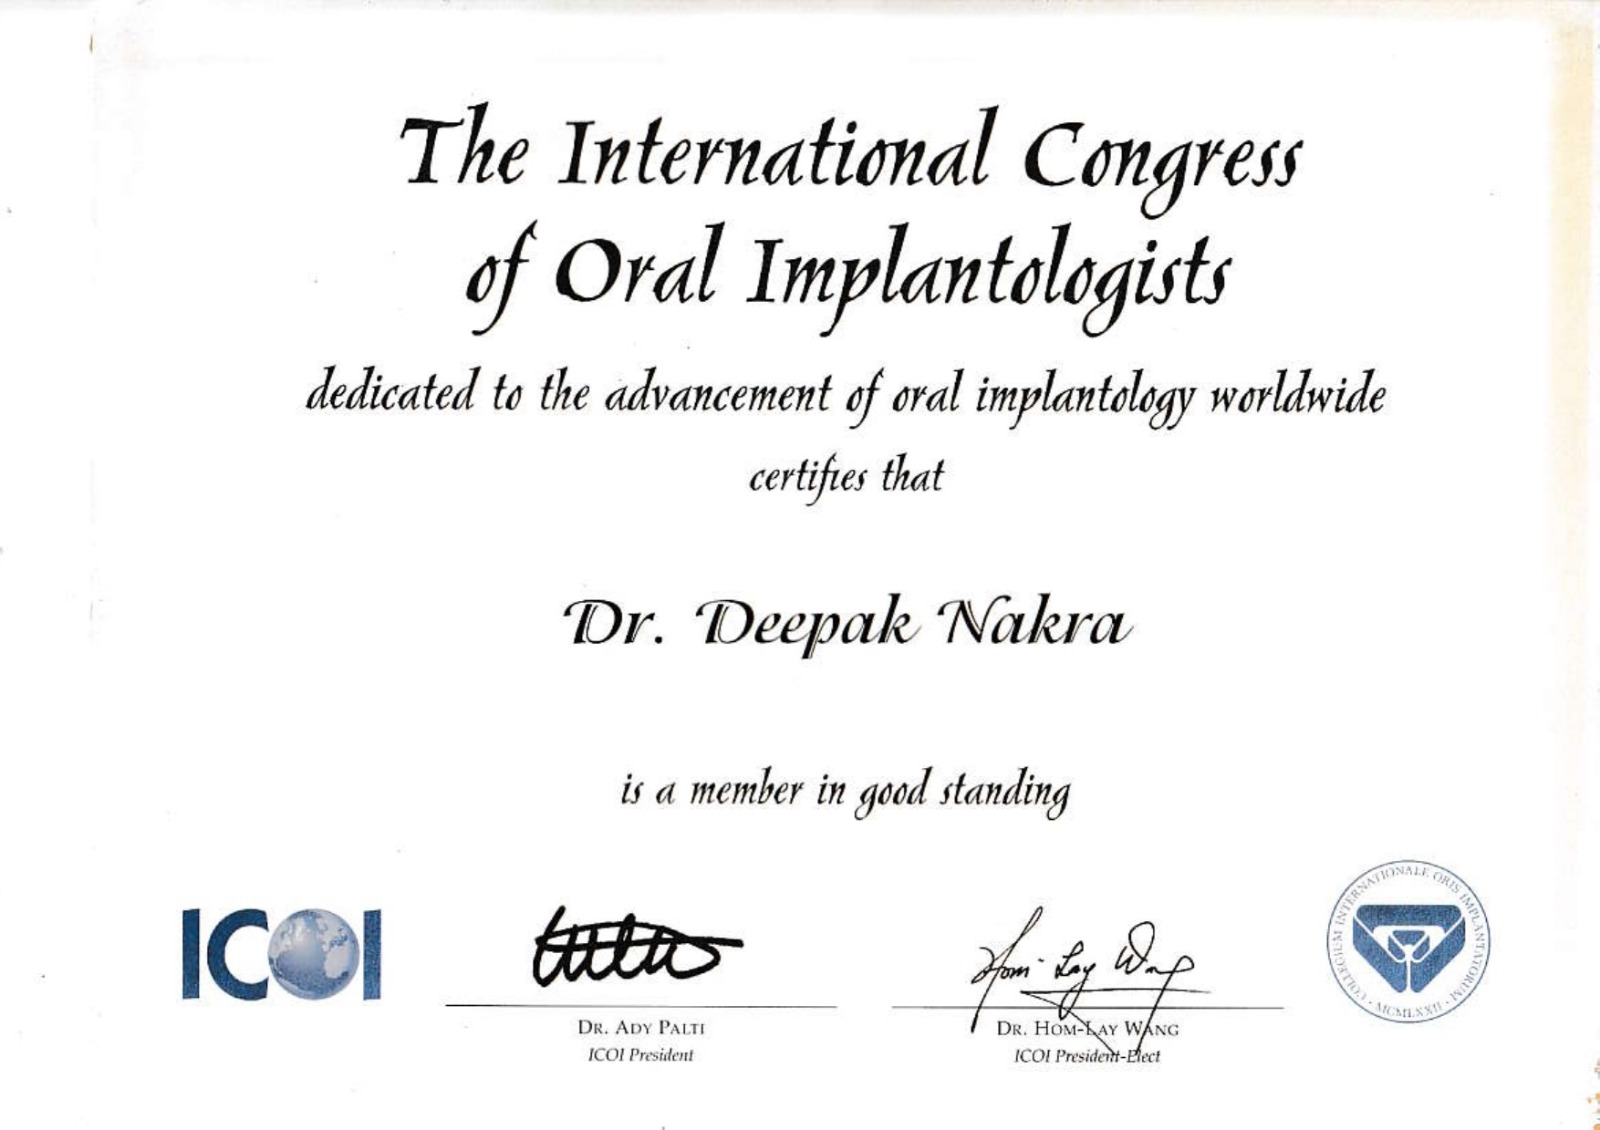 The International Congress
of Oral Implantologists
dedicated to the advancement of oral implantology worldwide
certifies that
Dr. Deepak Nakra
is a member in good standing
ICOI
Hom-Lay Wang
COLLEGIUM INTERNATIONALE ORIS IMPLANTATORUM · MCMLXXII ·
DR. ADY PALTI
ICOI President
DR. HOM-LAY WANG
ICOI President-Elect